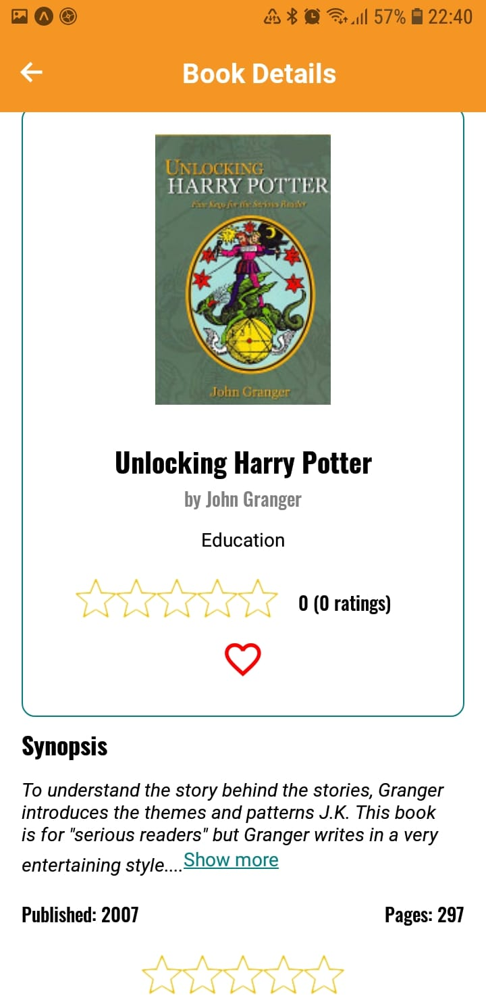 57% 22:40
Book Details
UNLOCKING
HARRY POTTER
Five Keys for the Serious Reader
John Granger
Unlocking Harry Potter
by John Granger
Education
0 (0 ratings)
Synopsis
To understand the story behind the stories, Granger
introduces the themes and patterns J.K. This book
is for "serious readers" but Granger writes in a very
entertaining style....Show more
Published: 2007 Pages: 297